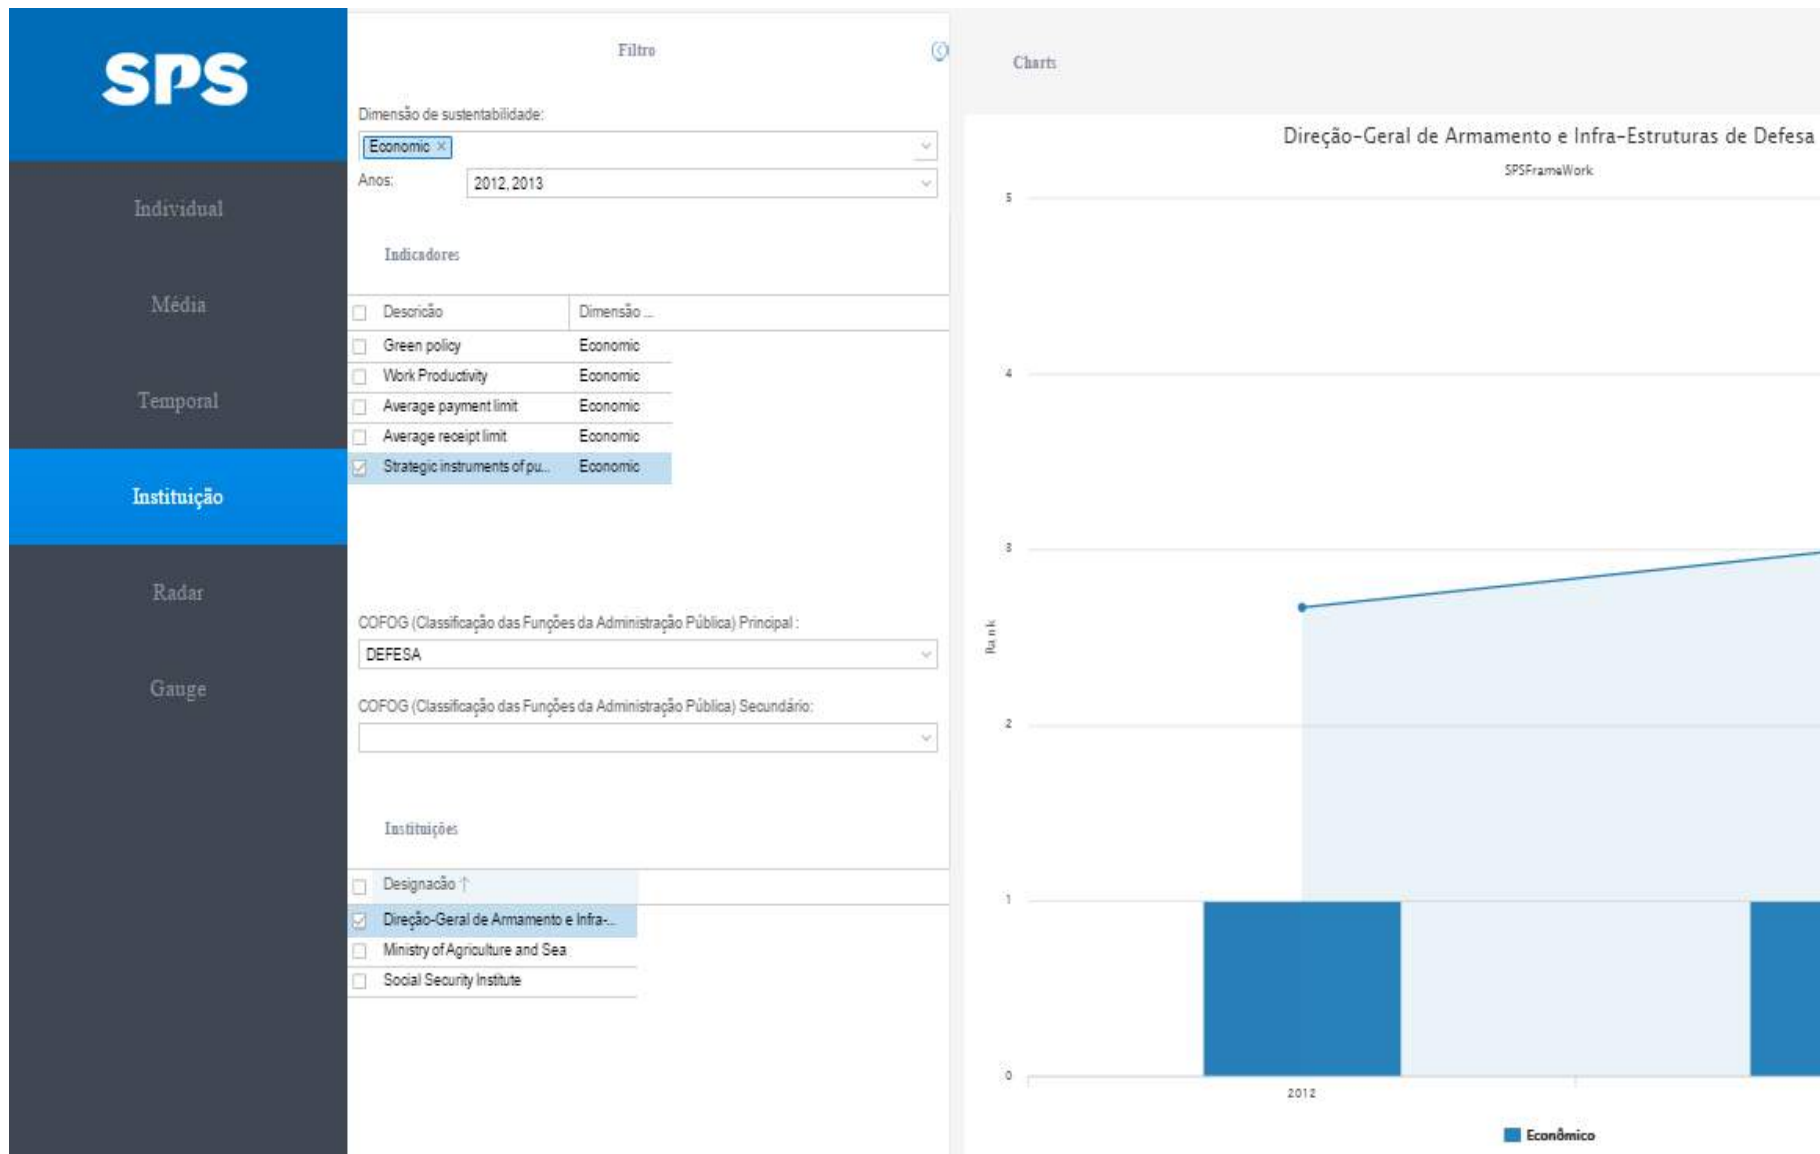 SPS
Individual
Média
Temporal
Instituição
Radar
Gauge
Filtro
Dimensão de sustentabilidade:
Economic ×
Anos: 2012, 2013
Indicadores
Descricão Dimensão ...
Green policy Economic
Work Productivity Economic
Average payment limit Economic
Average receipt limit Economic
Strategic instruments of pu... Economic
COFOG (Classificação das Funções da Administração Pública) Principal :
DEFESA
COFOG (Classificação das Funções da Administração Pública) Secundário:
Instituições
Designacão ↑
Direção-Geral de Armamento e Infra-...
Ministry of Agriculture and Sea
Social Security Institute
Charts
Direção-Geral de Armamento e Infra-Estruturas de Defesa
SPSFrameWork
5
4
3
Rank
2
1
0
2012
Econômico